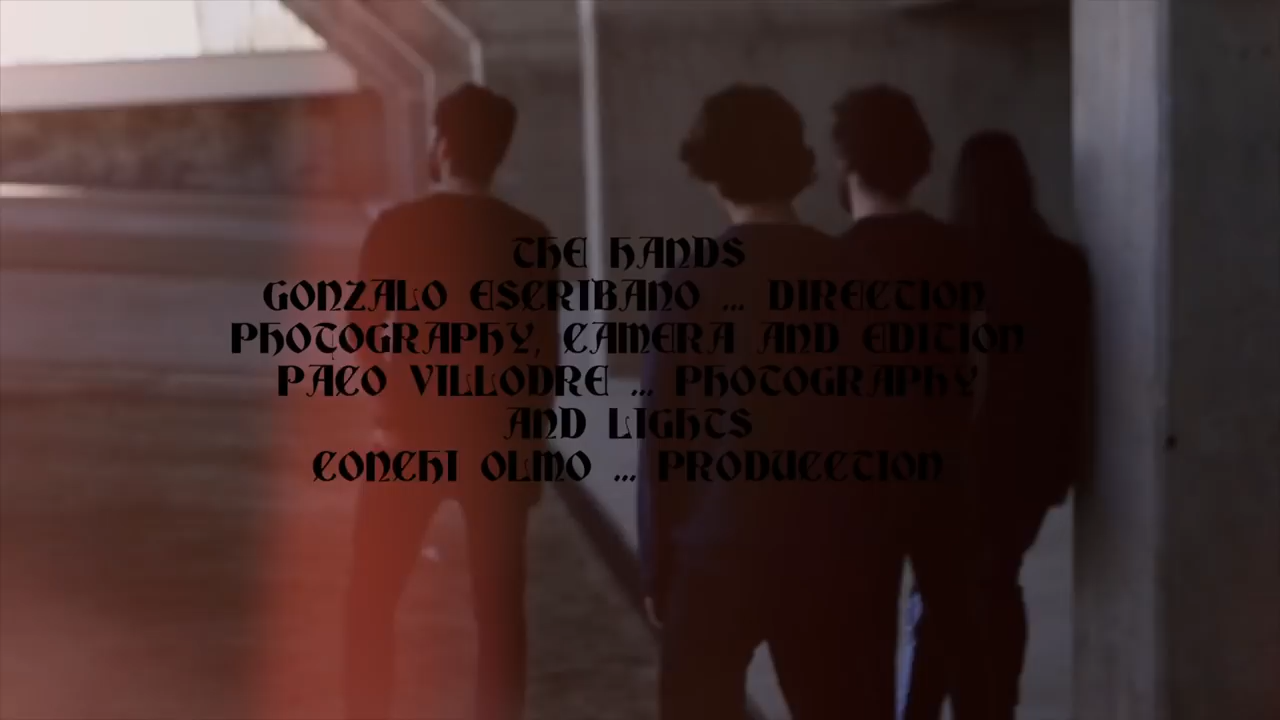 THE HANDS
GONZALO ESCRIBANO ... DIRECTION,
PHOTOGRAPHY, CAMERA AND EDITION
PACO VILLODRE ... PHOTOGRAPHY
AND LIGHTS
CONCHI OLMO ... PRODUCCTION